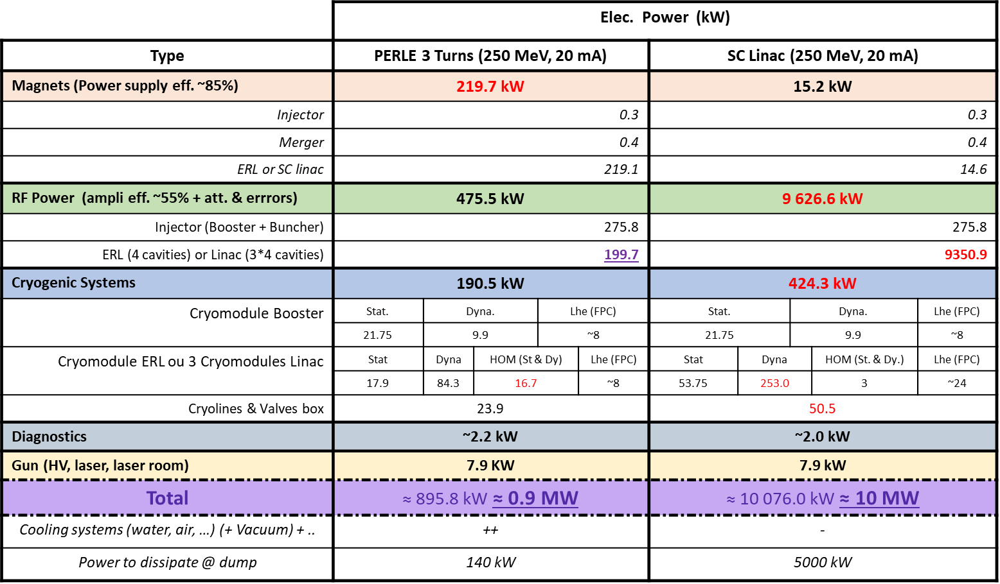 Elec. Power (kW)
Type PERLE 3 Turns (250 MeV, 20 mA) SC Linac (250 MeV, 20 mA)
Magnets (Power supply eff. ~85%) 219.7 kW 15.2 kW
Injector 0.3 0.3
Merger 0.4 0.4
ERL or SC linac 219.1 14.6
RF Power (ampli eff. ~55% + att. & errrors) 475.5 kW 9 626.6 kW
Injector (Booster + Buncher) 275.8 275.8
ERL (4 cavities) or Linac (3*4 cavities) 199.7 9350.9
Cryogenic Systems 190.5 kW 424.3 kW
Cryomodule Booster Stat. Dyna. Lhe (FPC) Stat. Dyna. Lhe (FPC)
21.75 9.9 ~8 21.75 9.9 ~8
Cryomodule ERL ou 3 Cryomodules Linac Stat Dyna HOM (St & Dy) Lhe (FPC) Stat Dyna HOM (St. & Dy.) Lhe (FPC)
17.9 84.3 16.7 ~8 53.75 253.0 3 ~24
Cryolines & Valves box 23.9 50.5
Diagnostics ~2.2 kW ~2.0 kW
Gun (HV, laser, laser room) 7.9 KW 7.9 kW
Total ≈ 895.8 kW ≈ 0.9 MW ≈ 10 076.0 kW ≈ 10 MW
Cooling systems (water, air, ...) (+ Vacuum) + .. ++ -
Power to dissipate @ dump 140 kW 5000 kW